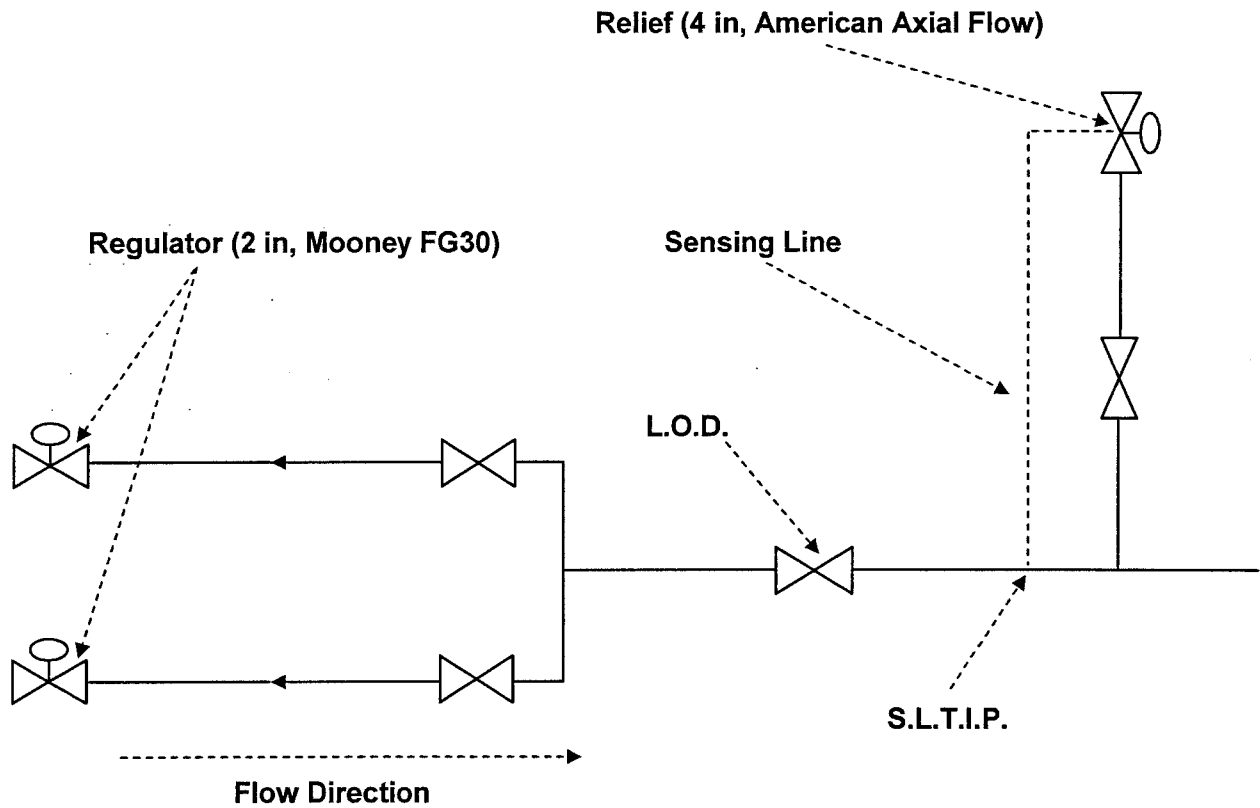 Relief (4 in, American Axial Flow)
Regulator (2 in, Mooney FG30)
Sensing Line
L.O.D.
S.L.T.I.P.
Flow Direction